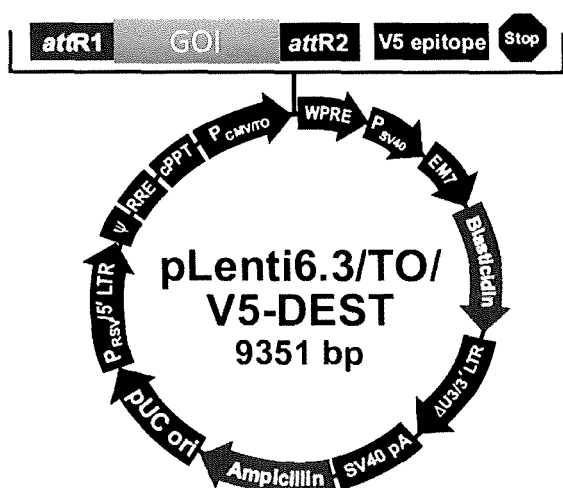 attR1 GOI attR2 V5 epitope Stop
P CMV/TO
WPRE
P SV40
EM7
Blasticidin
ΔU3/3' LTR
SV40 pA
Ampicillin
pUC ori
P RSV/5' LTR
Ψ
RRE
cPPT
pLenti6.3/TO/
V5-DEST
9351 bp